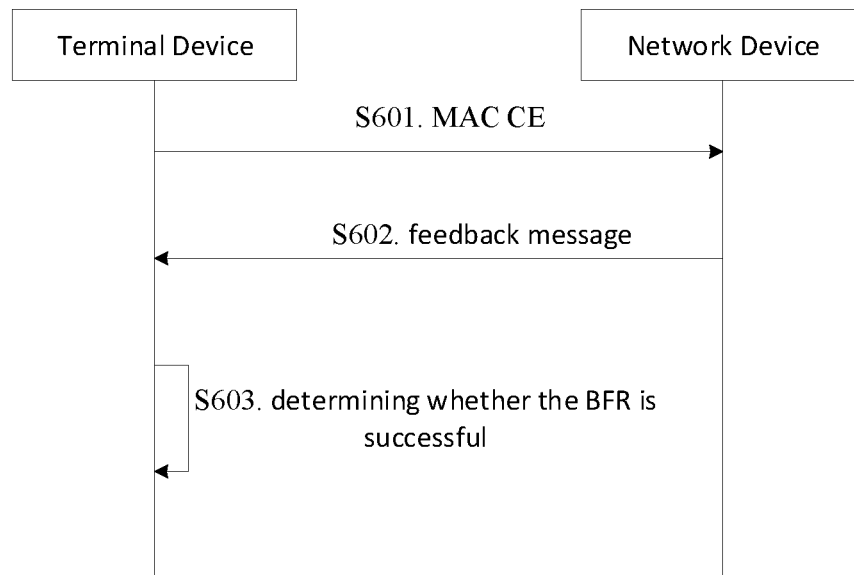 Terminal Device
Network Device
S601. MAC CE
S602. feedback message
S603. determining whether the BFR is
successful